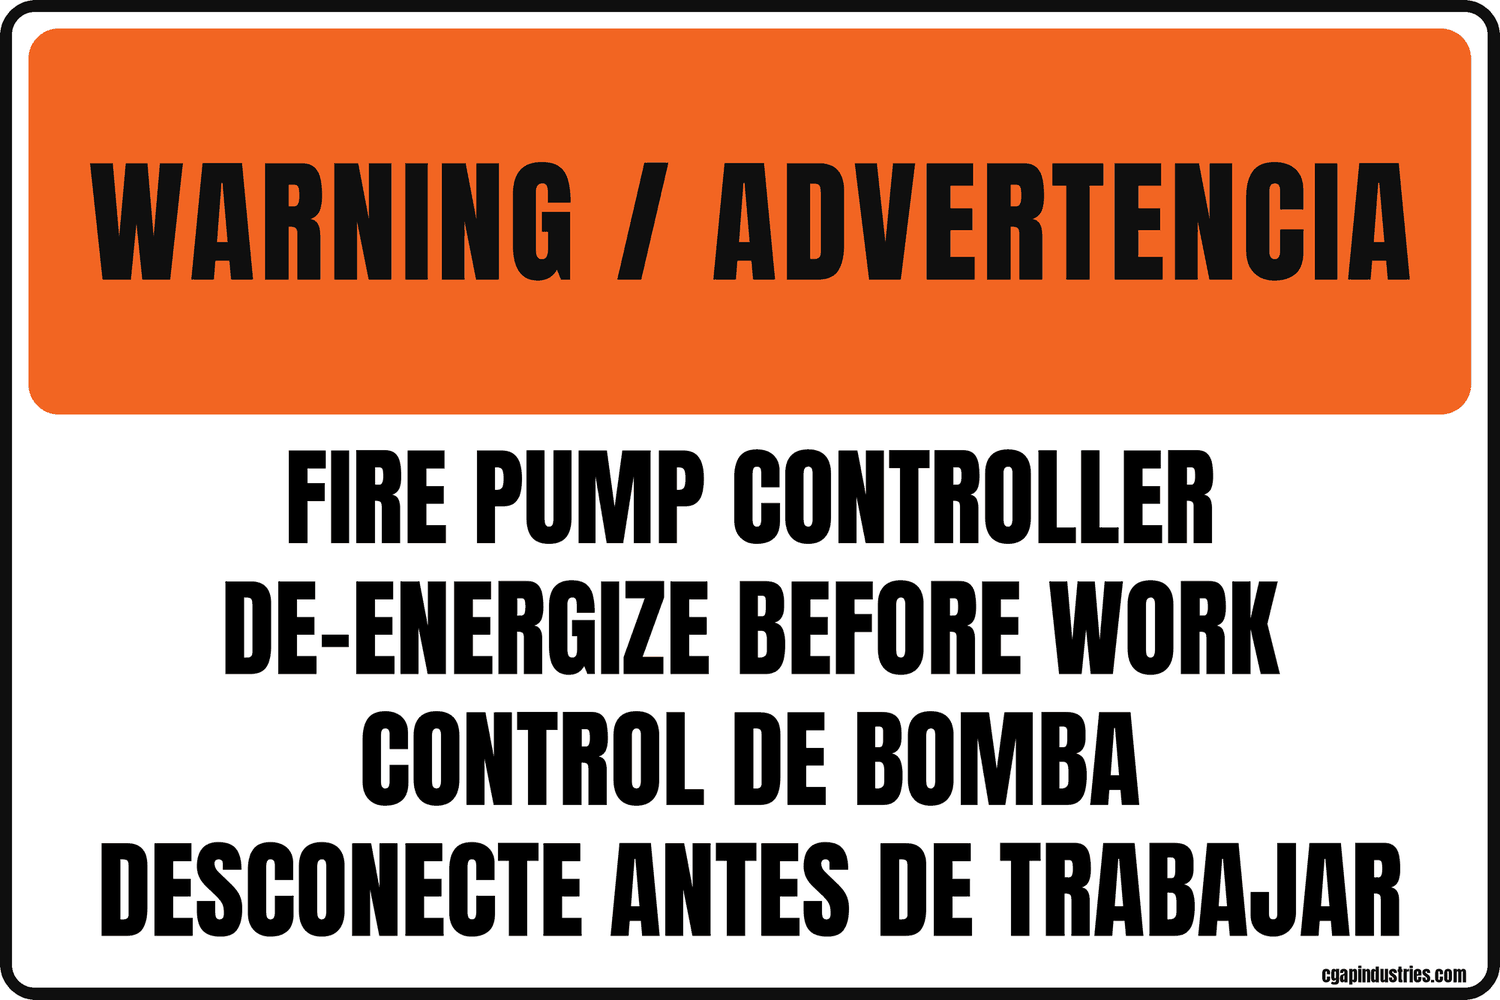 WARNING / ADVERTENCIA
FIRE PUMP CONTROLLER
DE-ENERGIZE BEFORE WORK
CONTROL DE BOMBA
DESCONECTE ANTES DE TRABAJAR
cgapindustries.com